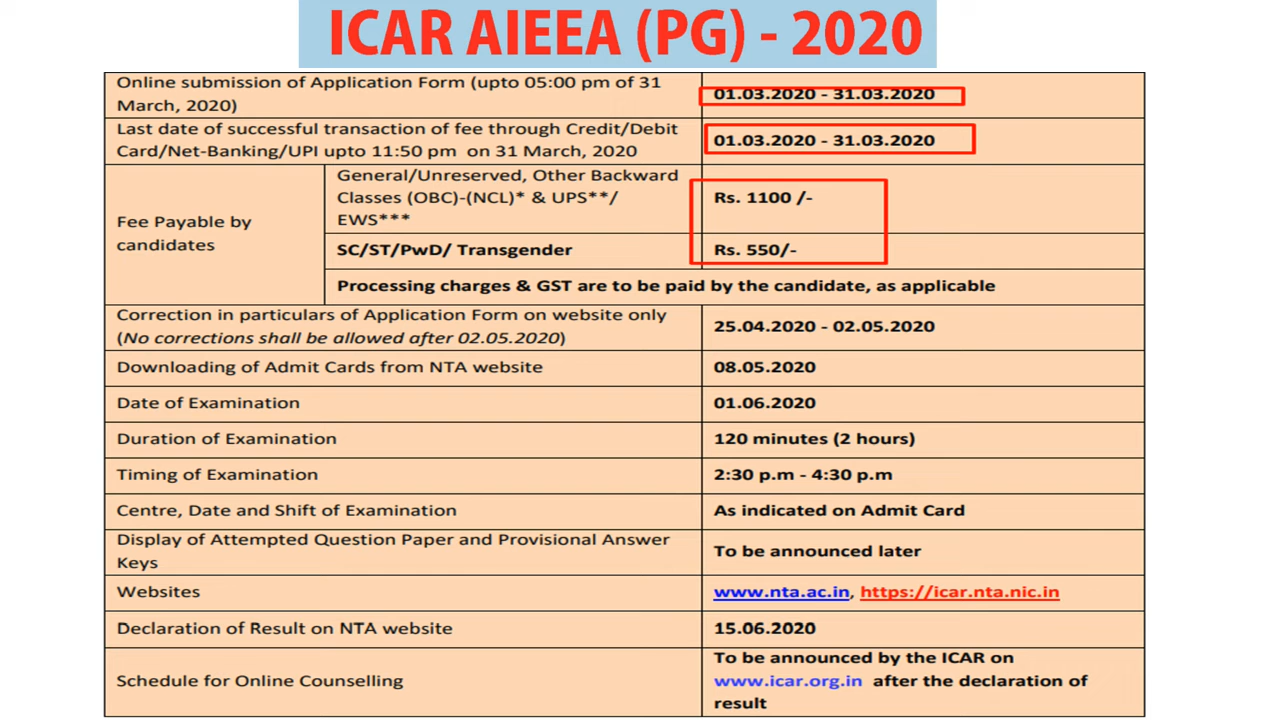 ICAR AIEEA (PG) - 2020
Online submission of Application Form (upto 05:00 pm of 31
March, 2020)
01.03.2020 - 31.03.2020
Last date of successful transaction of fee through Credit/Debit
Card/Net-Banking/UPI upto 11:50 pm on 31 March, 2020
01.03.2020 - 31.03.2020
Fee Payable by
candidates
General/Unreserved, Other Backward
Classes (OBC)-(NCL)* & UPS**/
EWS***
Rs. 1100 /-
SC/ST/PwD/ Transgender
Rs. 550/-
Processing charges & GST are to be paid by the candidate, as applicable
Correction in particulars of Application Form on website only
(No corrections shall be allowed after 02.05.2020)
25.04.2020 - 02.05.2020
Downloading of Admit Cards from NTA website
08.05.2020
Date of Examination
01.06.2020
Duration of Examination
120 minutes (2 hours)
Timing of Examination
2:30 p.m - 4:30 p.m
Centre, Date and Shift of Examination
As indicated on Admit Card
Display of Attempted Question Paper and Provisional Answer
Keys
To be announced later
Websites
www.nta.ac.in, https://icar.nta.nic.in
Declaration of Result on NTA website
15.06.2020
Schedule for Online Counselling
To be announced by the ICAR on
www.icar.org.in after the declaration of
result